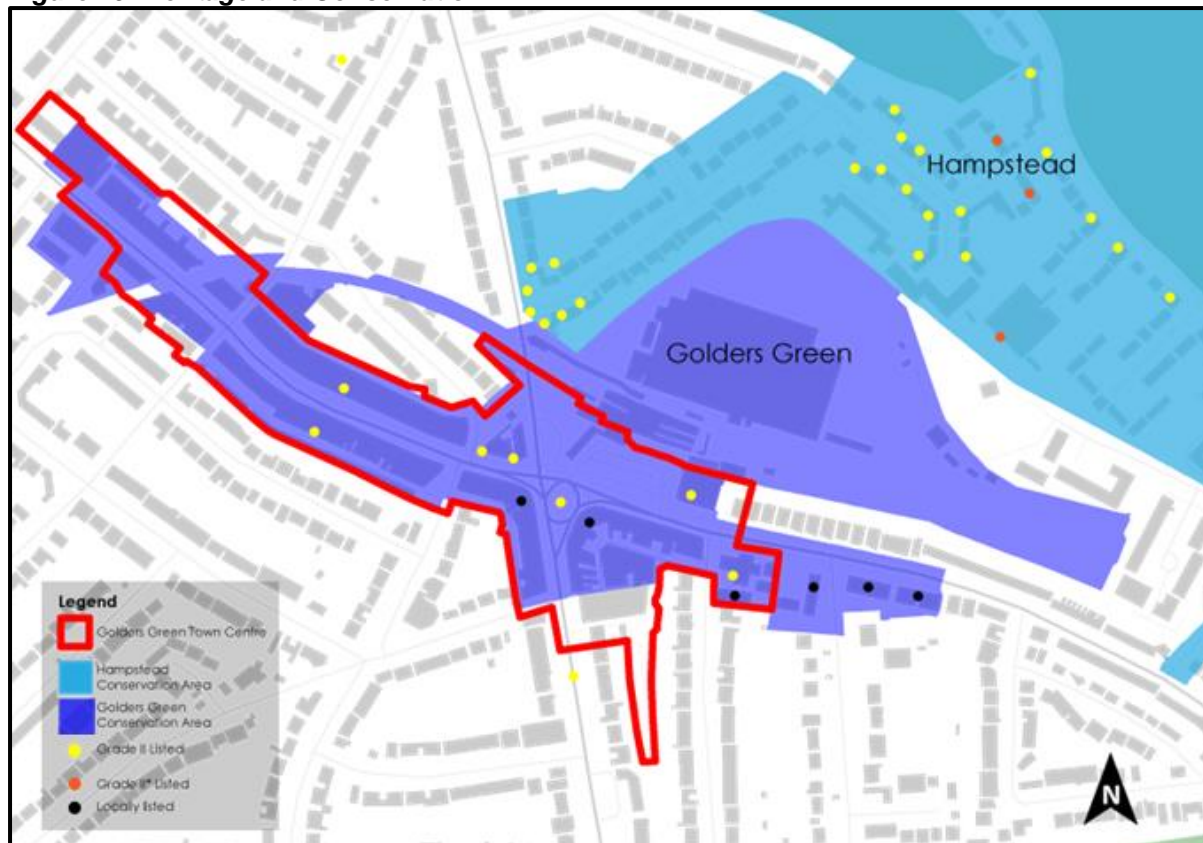 Hampstead
Golders Green
Legend
Golders Green Town Centre
Hampstead
Conservation Area
Golders Green
Conservation Area
Grade II Listed
Grade II* Listed
Locally listed
N